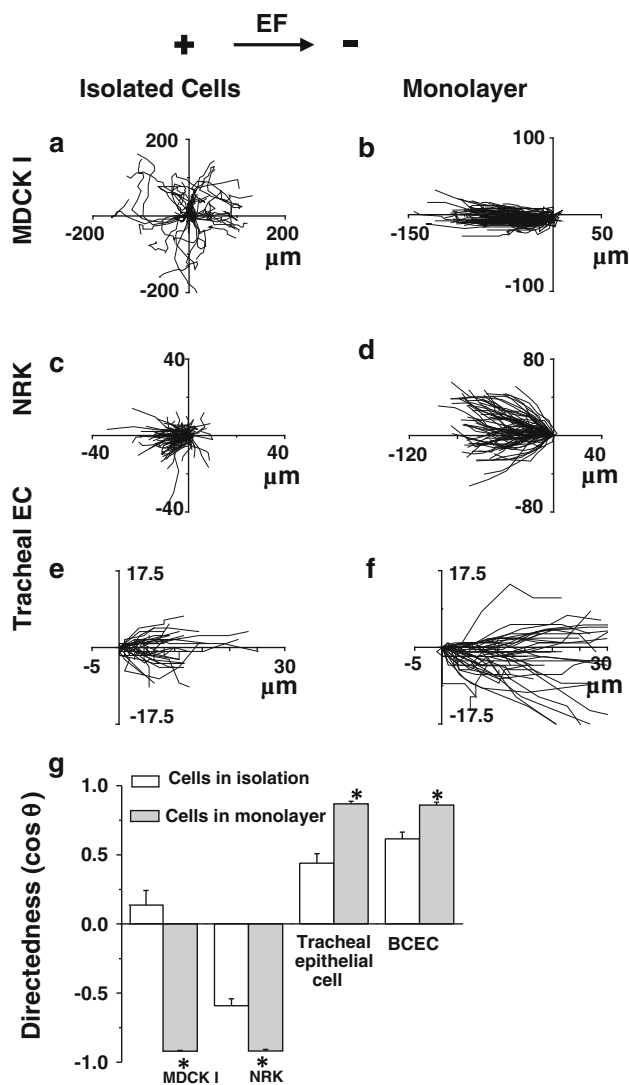 EF
+ -
Isolated Cells Monolayer
MDCK I
a 200 -200 200 μm -200
b 100 -150 50 μm -100
NRK
c 40 -40 40 μm -40
d 80 -120 40 μm -80
Tracheal EC
e 17.5 -5 30 μm -17.5
f 17.5 -5 30 μm -17.5
g
Directedness (cos θ)
1.0
0.5
0.0
-0.5
-1.0
Cells in isolation
Cells in monolayer
* *
Tracheal epithelial cell
BCEC
* *
MDCK I NRK